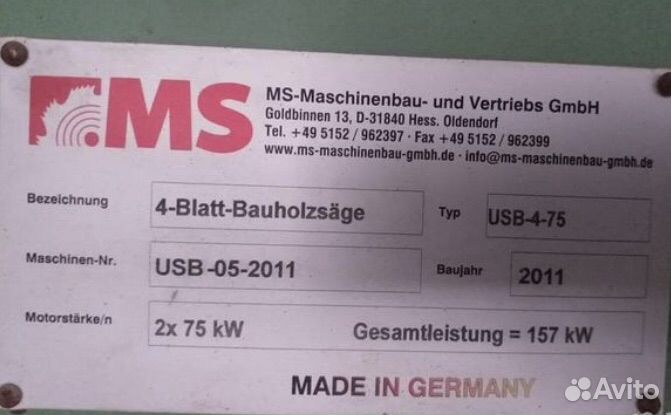 MS
MS-Maschinenbau- und Vertriebs GmbH
Goldbinnen 13, D-31840 Hess. Oldendorf
Tel. +49 5152 / 962397 · Fax +49 5152 / 962399
www.ms-maschinenbau-gmbh.de · info@ms-maschinenbau-gmbh.de
Bezeichnung 4-Blatt-Bauholzsäge Typ USB-4-75
Maschinen-Nr. USB-05-2011 Baujahr 2011
Motorstärke/n 2x 75 kW Gesamtleistung = 157 kW
MADE IN GERMANY
Avito